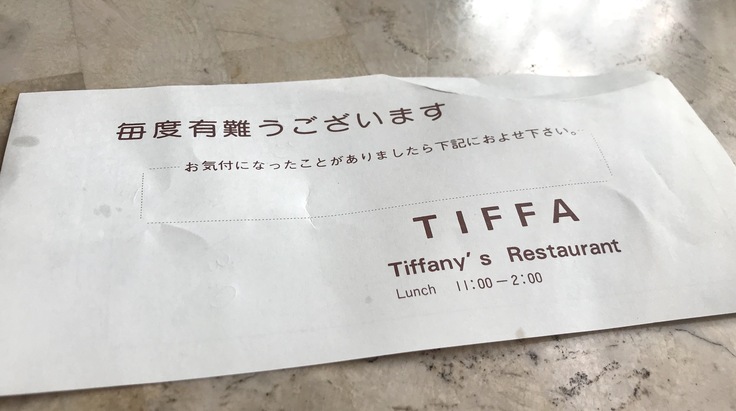 毎度有難うございます
お気付になったことがありましたら下記におよせ下さい。
TIFFA
Tiffany's Restaurant
Lunch 11:00－2:00